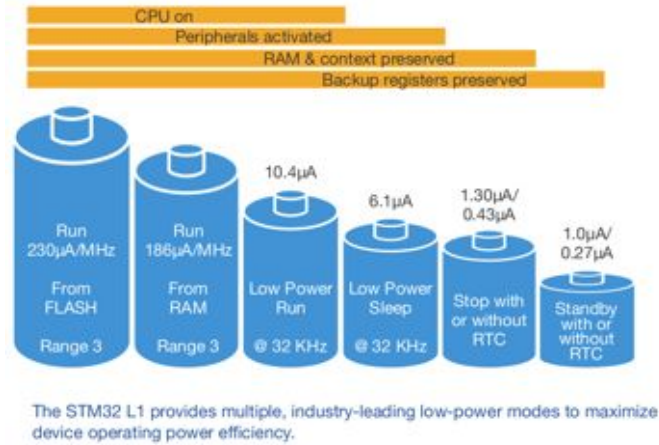 CPU on
Peripherals activated
RAM & context preserved
Backup registers preserved
Run
230µA/MHz
From
FLASH
Range 3
Run
186µA/MHz
From
RAM
Range 3
10.4µA
Low Power
Run
@ 32 KHz
6.1µA
Low Power
Sleep
@ 32 KHz
1.30µA/
0.43µA
Stop with
or without
RTC
1.0µA/
0.27µA
Standby
with or
without
RTC
The STM32 L1 provides multiple, industry-leading low-power modes to maximize
device operating power efficiency.